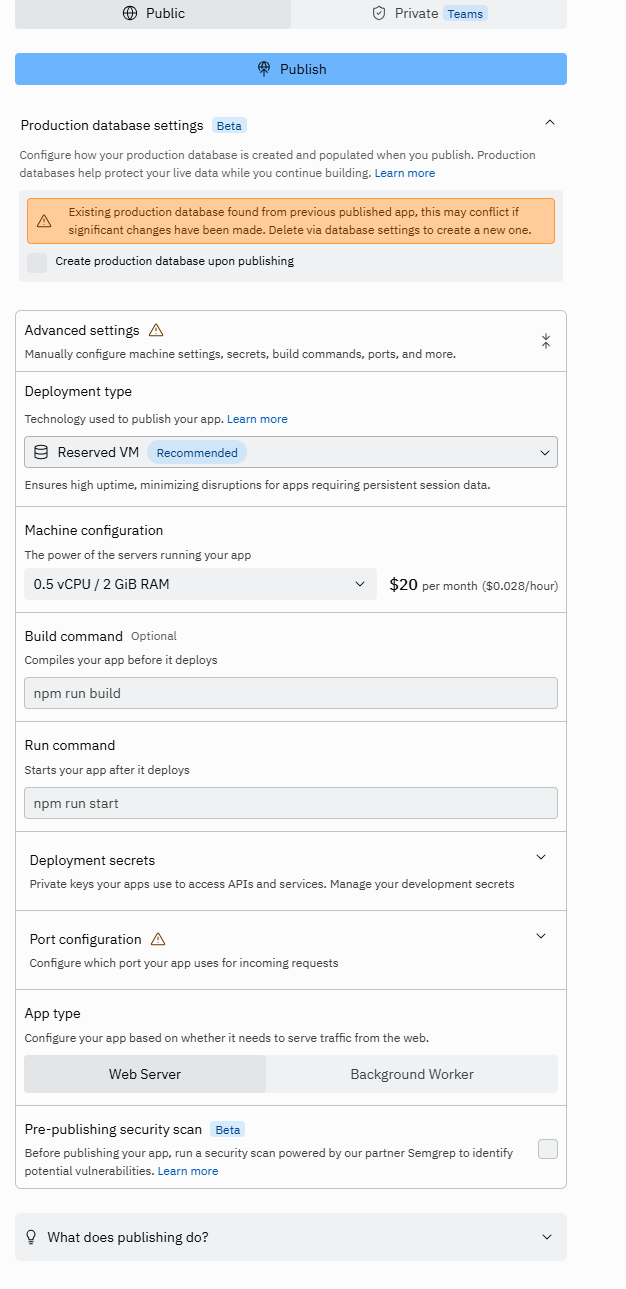 Public
Private Teams
Publish
Production database settings Beta
Configure how your production database is created and populated when you publish. Production
databases help protect your live data while you continue building. Learn more
Existing production database found from previous published app, this may conflict if
significant changes have been made. Delete via database settings to create a new one.
Create production database upon publishing
Advanced settings
Manually configure machine settings, secrets, build commands, ports, and more.
Deployment type
Technology used to publish your app. Learn more
Reserved VM Recommended
Ensures high uptime, minimizing disruptions for apps requiring persistent session data.
Machine configuration
The power of the servers running your app
0.5 vCPU / 2 GiB RAM
$20 per month ($0.028/hour)
Build command Optional
Compiles your app before it deploys
npm run build
Run command
Starts your app after it deploys
npm run start
Deployment secrets
Private keys your apps use to access APIs and services. Manage your development secrets
Port configuration
Configure which port your app uses for incoming requests
App type
Configure your app based on whether it needs to serve traffic from the web.
Web Server
Background Worker
Pre-publishing security scan Beta
Before publishing your app, run a security scan powered by our partner Semgrep to identify
potential vulnerabilities. Learn more
What does publishing do?